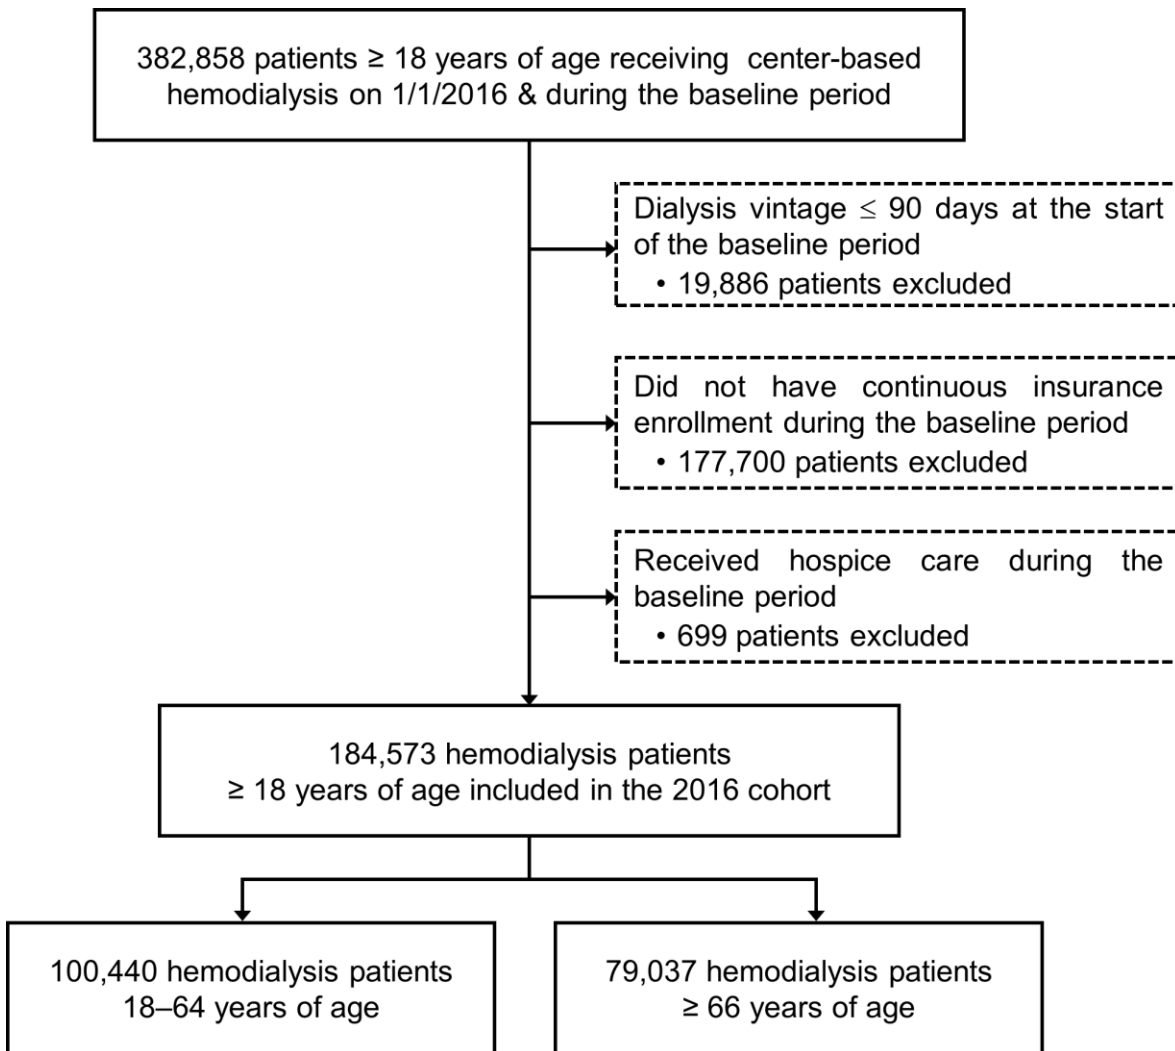 382,858 patients ≥ 18 years of age receiving center-based
hemodialysis on 1/1/2016 & during the baseline period
Dialysis vintage ≤ 90 days at the start
of the baseline period
• 19,886 patients excluded
Did not have continuous insurance
enrollment during the baseline period
• 177,700 patients excluded
Received hospice care during the
baseline period
• 699 patients excluded
184,573 hemodialysis patients
≥ 18 years of age included in the 2016 cohort
100,440 hemodialysis patients
18–64 years of age
79,037 hemodialysis patients
≥ 66 years of age